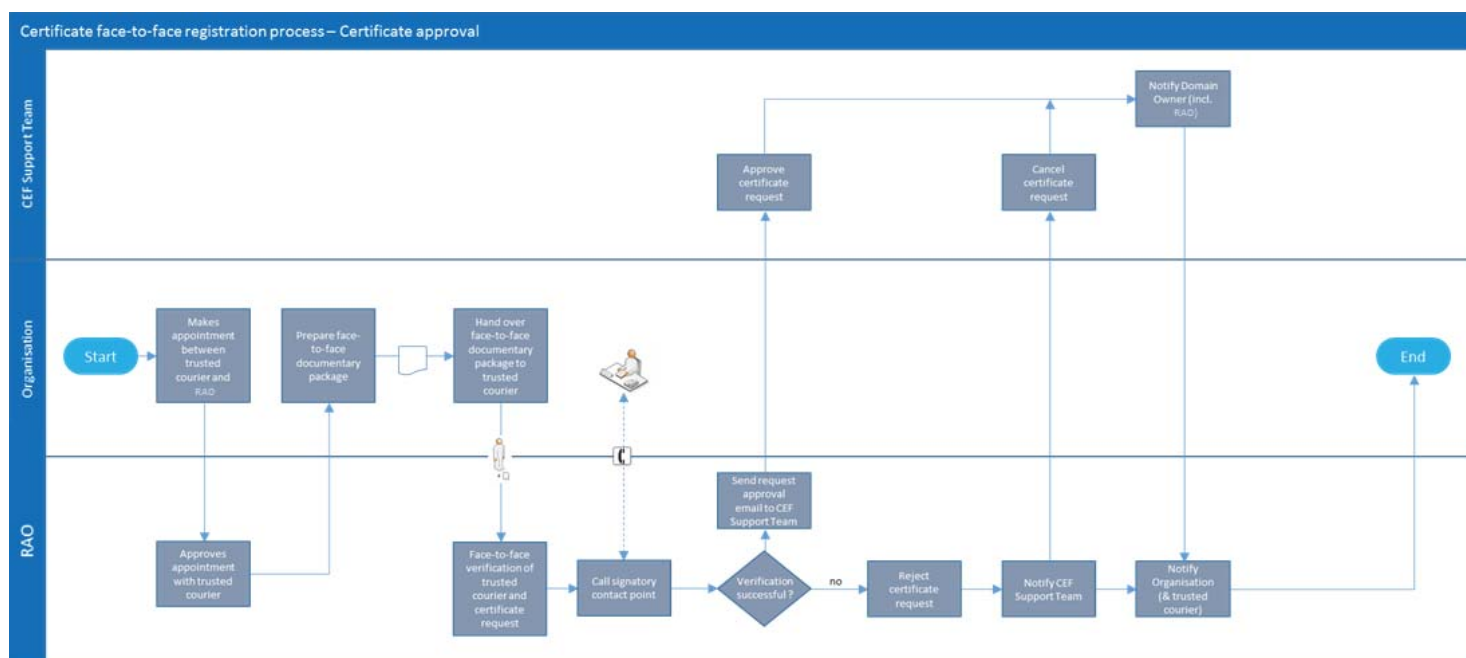 Certificate face-to-face registration process – Certificate approval
CEF Support Team
Notify Domain
Owner (incl.
RAO)
Approve
certificate
request
Cancel
certificate
request
Organisation
Start
Makes
appointment
between
trusted
courier and RAO
Prepare face-
to-face
documentary
package
Hand over
face-to-face
documentary
package to
trusted
courier
End
RAO
Approves
appointment
with trusted
courier
Face-to-face
verification of
trusted
courier and
certificate
request
Call signatory
contact point
Send request
approval
email to CEF
Support Team
Verification
successful ?
no
Reject
certificate
request
Notify CEF
Support Team
Notify
Organisation
(& trusted
courier)